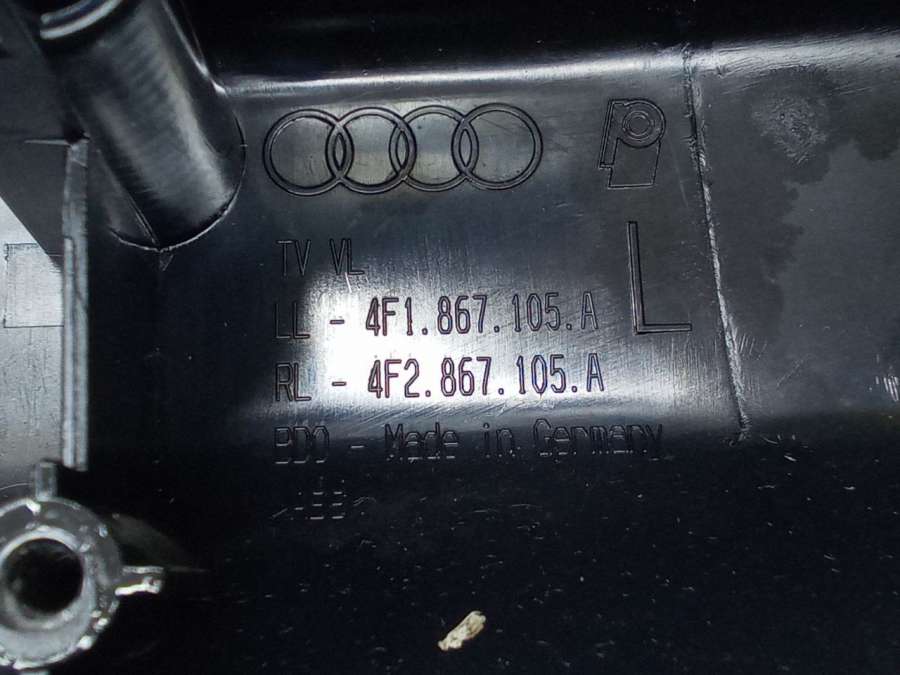 TV VL
L
LL - 4F1.867.105.A
RL - 4F2.867.105.A
BDO - Made in Germany